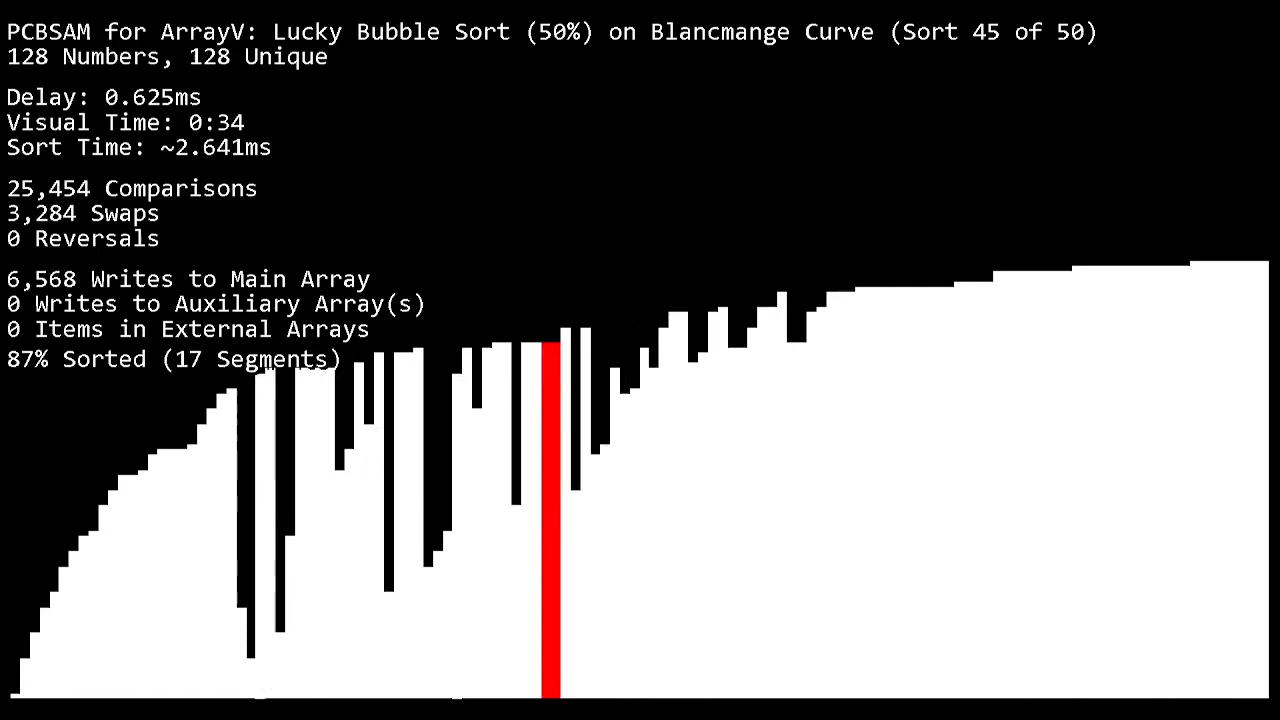 PCBSAM for ArrayV: Lucky Bubble Sort (50%) on Blancmange Curve (Sort 45 of 50)
128 Numbers, 128 Unique
Delay: 0.625ms
Visual Time: 0:34
Sort Time: ~2.641ms
25,454 Comparisons
3,284 Swaps
0 Reversals
6,568 Writes to Main Array
0 Writes to Auxiliary Array(s)
0 Items in External Arrays
87% Sorted (17 Segments)